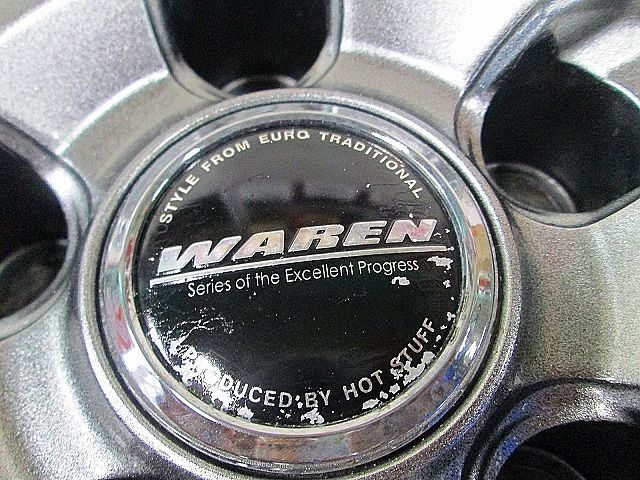 STYLE FROM EURO TRADITIONAL
WAREN
Series of the Excellent Progress
PRODUCED BY HOT STUFF